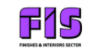 FIS
FINISHES & INTERIORS SECTOR